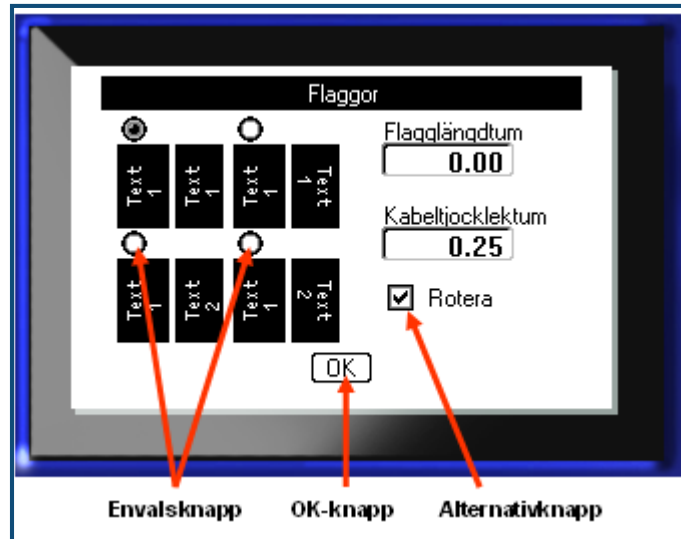 Flaggor
Flagglängdtum
0.00
Text 1
Text 1
Text 1
Text 1
Kabeltjocklektum
0.25
Text 1
Text 2
Text 1
Text 2
Rotera
OK
Envalsknapp
OK-knapp
Alternativknapp